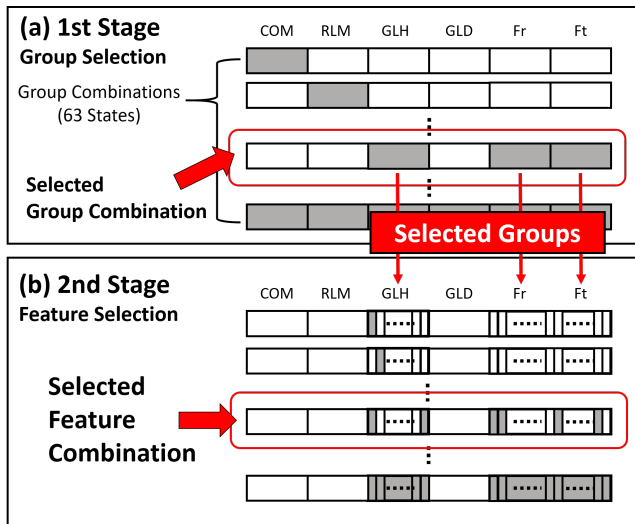 (a) 1st Stage
Group Selection
COM RLM GLH GLD Fr Ft
Group Combinations
(63 States)
Selected
Group Combination
Selected Groups
(b) 2nd Stage
Feature Selection
COM RLM GLH GLD Fr Ft
Selected
Feature
Combination